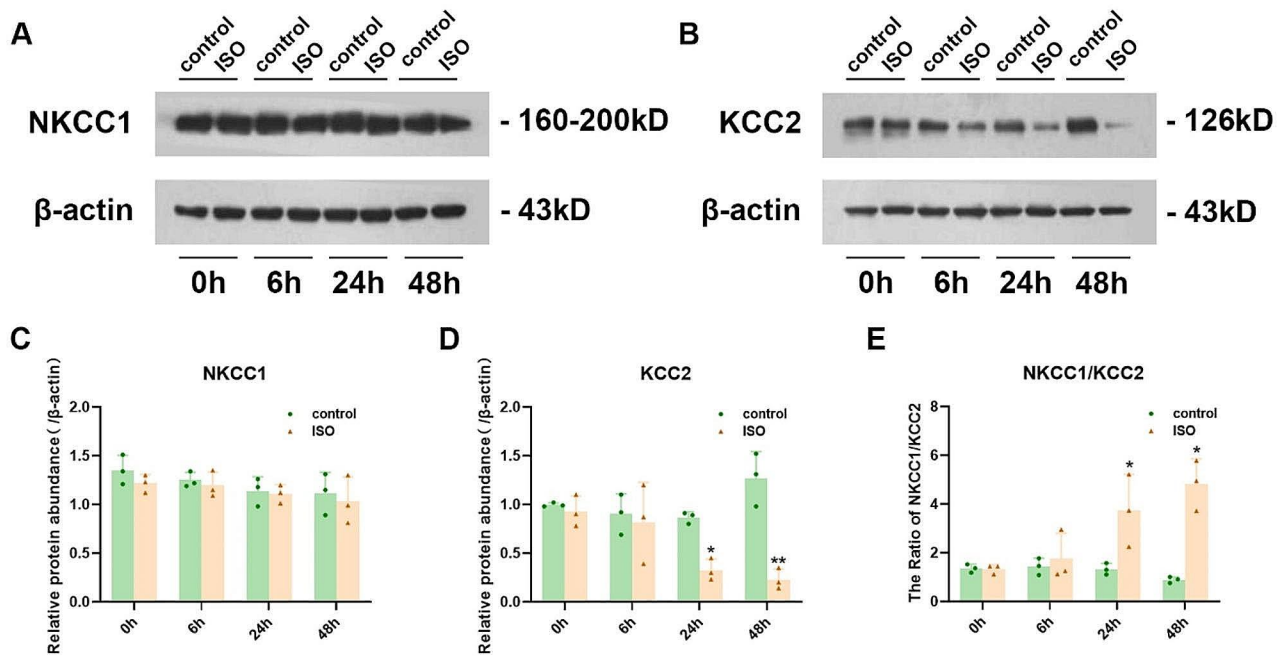 A
control ISO control ISO control ISO control ISO
NKCC1
- 160-200kD
β-actin
- 43kD
0h 6h 24h 48h
B
control ISO control ISO control ISO control ISO
KCC2
- 126kD
β-actin
- 43kD
0h 6h 24h 48h
C
NKCC1
Relative protein abundance( /β-actin)
2.0
1.5
1.0
0.5
0.0
control
ISO
0h 6h 24h 48h
D
KCC2
Relative protein abundance( /β-actin)
2.0
1.5
1.0
0.5
0.0
control
ISO
*
**
0h 6h 24h 48h
E
NKCC1/KCC2
The Ratio of NKCC1/KCC2
8
6
4
2
0
control
ISO
*
*
0h 6h 24h 48h